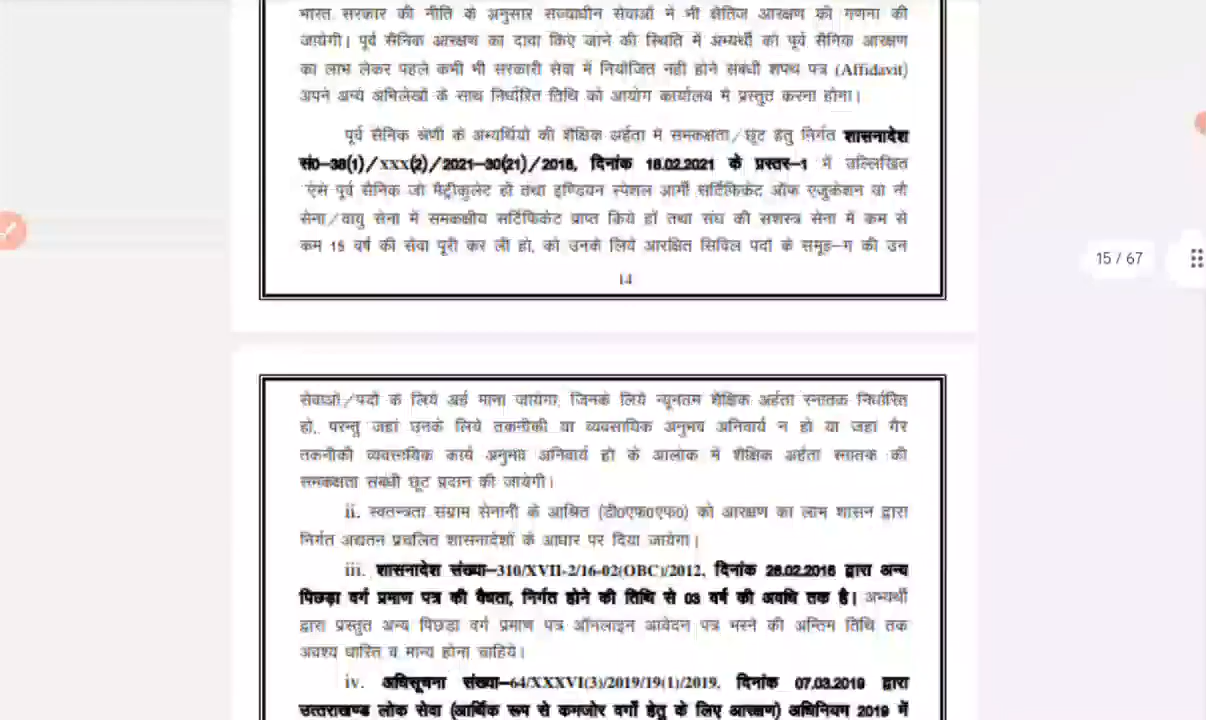 भारत सरकार की नीति के अनुसार राज्याधीन सेवाओं में भी क्षैतिज आरक्षण की गणना की
जायेगी। पूर्व सैनिक आरक्षण का दावा किए जाने की स्थिति में अभ्यर्थी को पूर्व सैनिक आरक्षण
का लाभ लेकर पहले कभी भी सरकारी सेवा में नियोजित नहीं होने संबंधी शपथ पत्र (Affidavit)
अपने अन्य अभिलेखों के साथ निर्धारित तिथि को आयोग कार्यालय में प्रस्तुत करना होगा।
पूर्व सैनिक श्रेणी के अभ्यर्थियों की शैक्षिक अर्हता में समकक्षता/छूट हेतु निर्गत शासनादेश
सं0–38(1)/xxx(2)/2021–30(21)/2018, दिनांक 18.02.2021 के प्रस्तर–1 में उल्लिखित
ऐसे पूर्व सैनिक जो मैट्रीकुलेट हों तथा इण्डियन स्पेशल आर्मी सर्टिफिकेट ऑफ एजुकेशन या नौ
सेना/वायु सेना में समकक्षीय सर्टिफिकेट प्राप्त किये हों तथा संघ की सशस्त्र सेना में कम से
कम 15 वर्ष की सेवा पूरी कर ली हो, को उनके लिये आरक्षित सिविल पदों के समूह–ग की उन
14
15 / 67
सेवाओं/पदों के लिये अर्ह माना जायेगा, जिनके लिये न्यूनतम शैक्षिक अर्हता स्नातक निर्धारित
हो, परन्तु जहां उनके लिये तकनीकी या व्यवसायिक अनुभव अनिवार्य न हो या जहां गैर
तकनीकी व्यवसायिक कार्य अनुभव अनिवार्य हो के आलोक में शैक्षिक अर्हता स्नातक की
समकक्षता संबंधी छूट प्रदान की जायेगी।
ii. स्वतन्त्रता संग्राम सेनानी के आश्रित (डी0एफ0एफ0) को आरक्षण का लाभ शासन द्वारा
निर्गत अद्यतन प्रचलित शासनादेशों के आधार पर दिया जायेगा।
iii. शासनादेश संख्या–310/XVII-2/16-02(OBC)/2012, दिनांक 26.02.2016 द्वारा अन्य
पिछड़ा वर्ग प्रमाण पत्र की वैधता, निर्गत होने की तिथि से 03 वर्ष की अवधि तक है। अभ्यर्थी
द्वारा प्रस्तुत अन्य पिछड़ा वर्ग प्रमाण पत्र ऑनलाइन आवेदन पत्र भरने की अन्तिम तिथि तक
अवश्य धारित व मान्य होना चाहिये।
iv. अधिसूचना संख्या–64/XXXVI(3)/2019/19(1)/2019, दिनांक 07.03.2019 द्वारा
उत्तराखण्ड लोक सेवा (आर्थिक रूप से कमजोर वर्गों हेतु के लिए आरक्षण) अधिनियम 2019 में